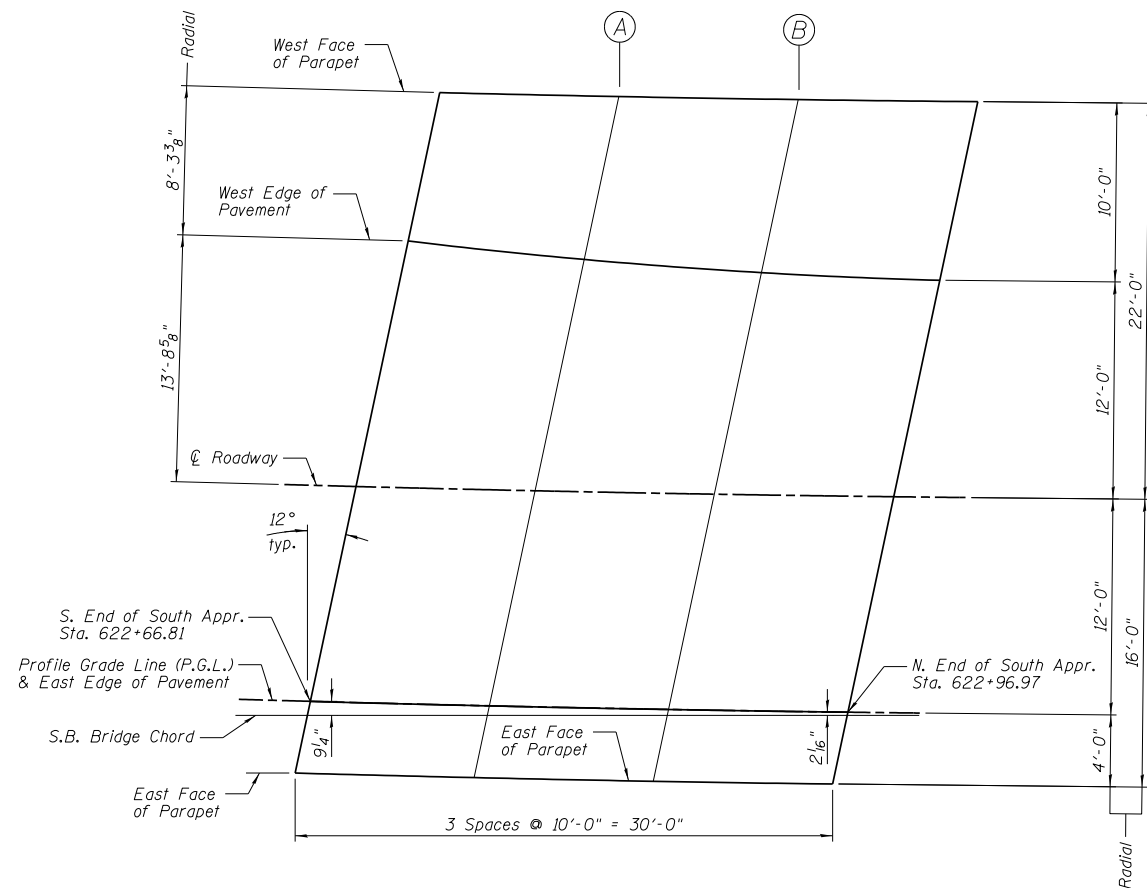 Radial
West Face
of Parapet
A
B
8'-3 3/8"
West Edge of
Pavement
10'-0"
22'-0"
13'-8 5/8"
12'-0"
℄ Roadway
12°
typ.
S. End of South Appr.
Sta. 622+66.81
Profile Grade Line (P.G.L.)
& East Edge of Pavement
S.B. Bridge Chord
9 1/4"
East Face
of Parapet
2 1/16"
N. End of South Appr.
Sta. 622+96.97
12'-0"
16'-0"
4'-0"
East Face
of Parapet
3 Spaces @ 10'-0" = 30'-0"
Radial